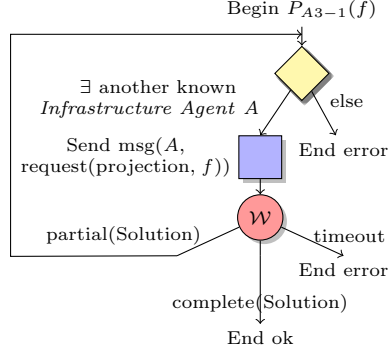 Begin P_{A3−1}(f)
∃ another known
Infrastructure Agent A
else
Send msg(A,
request(projection, f))
End error
𝒲
partial(Solution)
timeout
End error
complete(Solution)
End ok